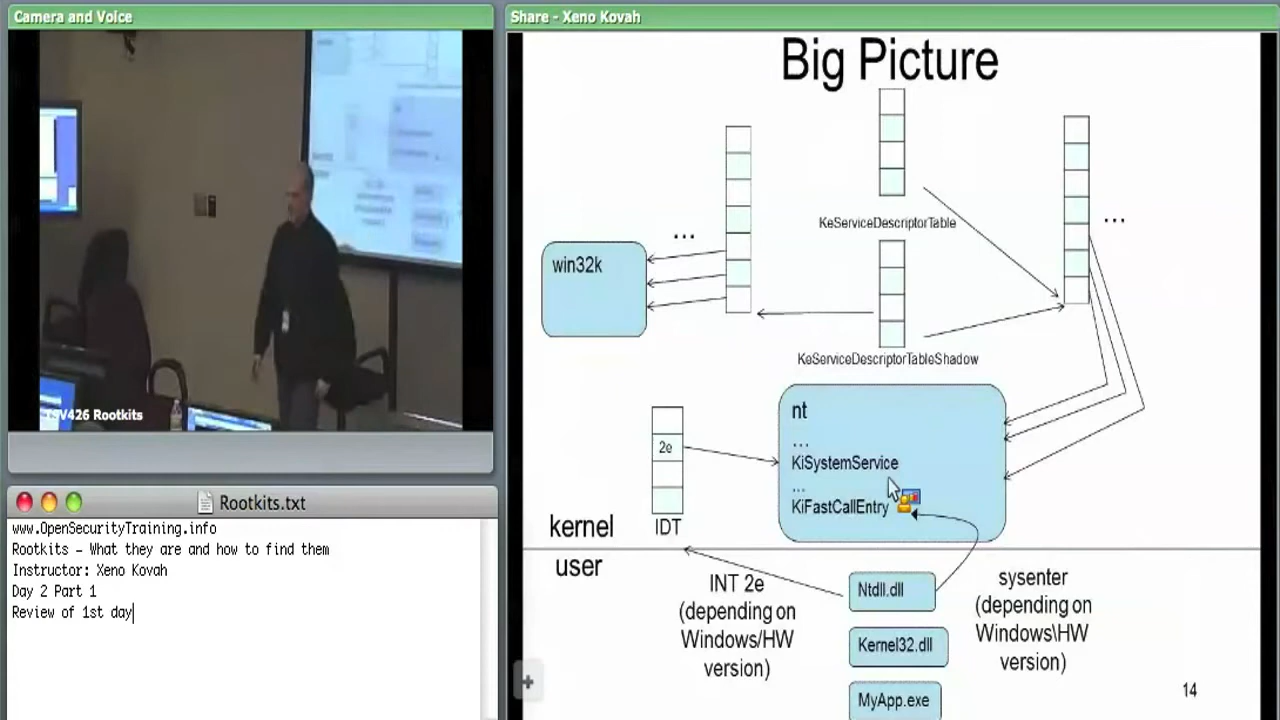 Camera and Voice
TSV426 Rootkits
Rootkits.txt
www.OpenSecurityTraining.info
Rootkits – What they are and how to find them
Instructor: Xeno Kovah
Day 2 Part 1
Review of 1st day
Share - Xeno Kovah
Big Picture
KeServiceDescriptorTable
...
...
win32k
KeServiceDescriptorTableShadow
nt
...
2e
KiSystemService
...
KiFastCallEntry
IDT
kernel
user
INT 2e
(depending on
Windows/HW
version)
Ntdll.dll
Kernel32.dll
MyApp.exe
sysenter
(depending on
Windows\HW
version)
14